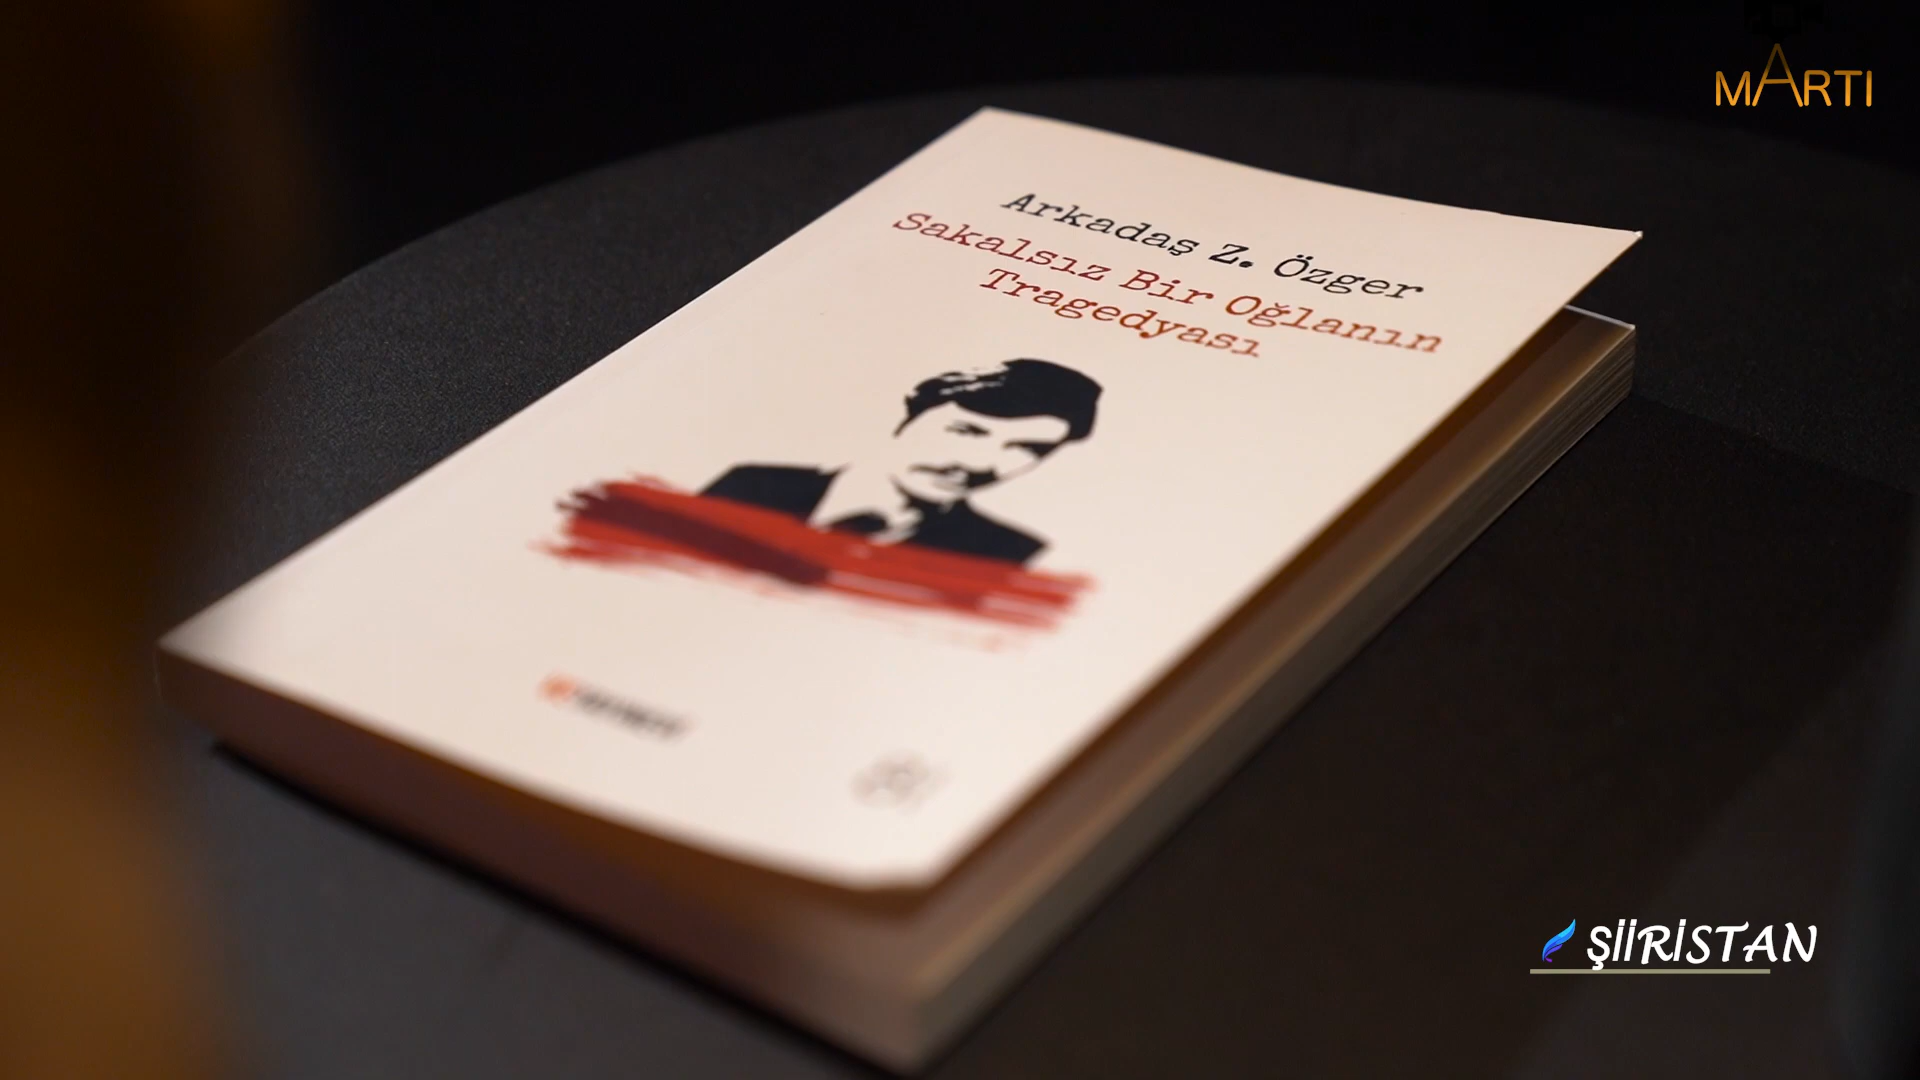 MARTI
Arkadaş Z. Özger
Sakalsız Bir Oğlanın
Tragedyası
ŞİİRİSTAN